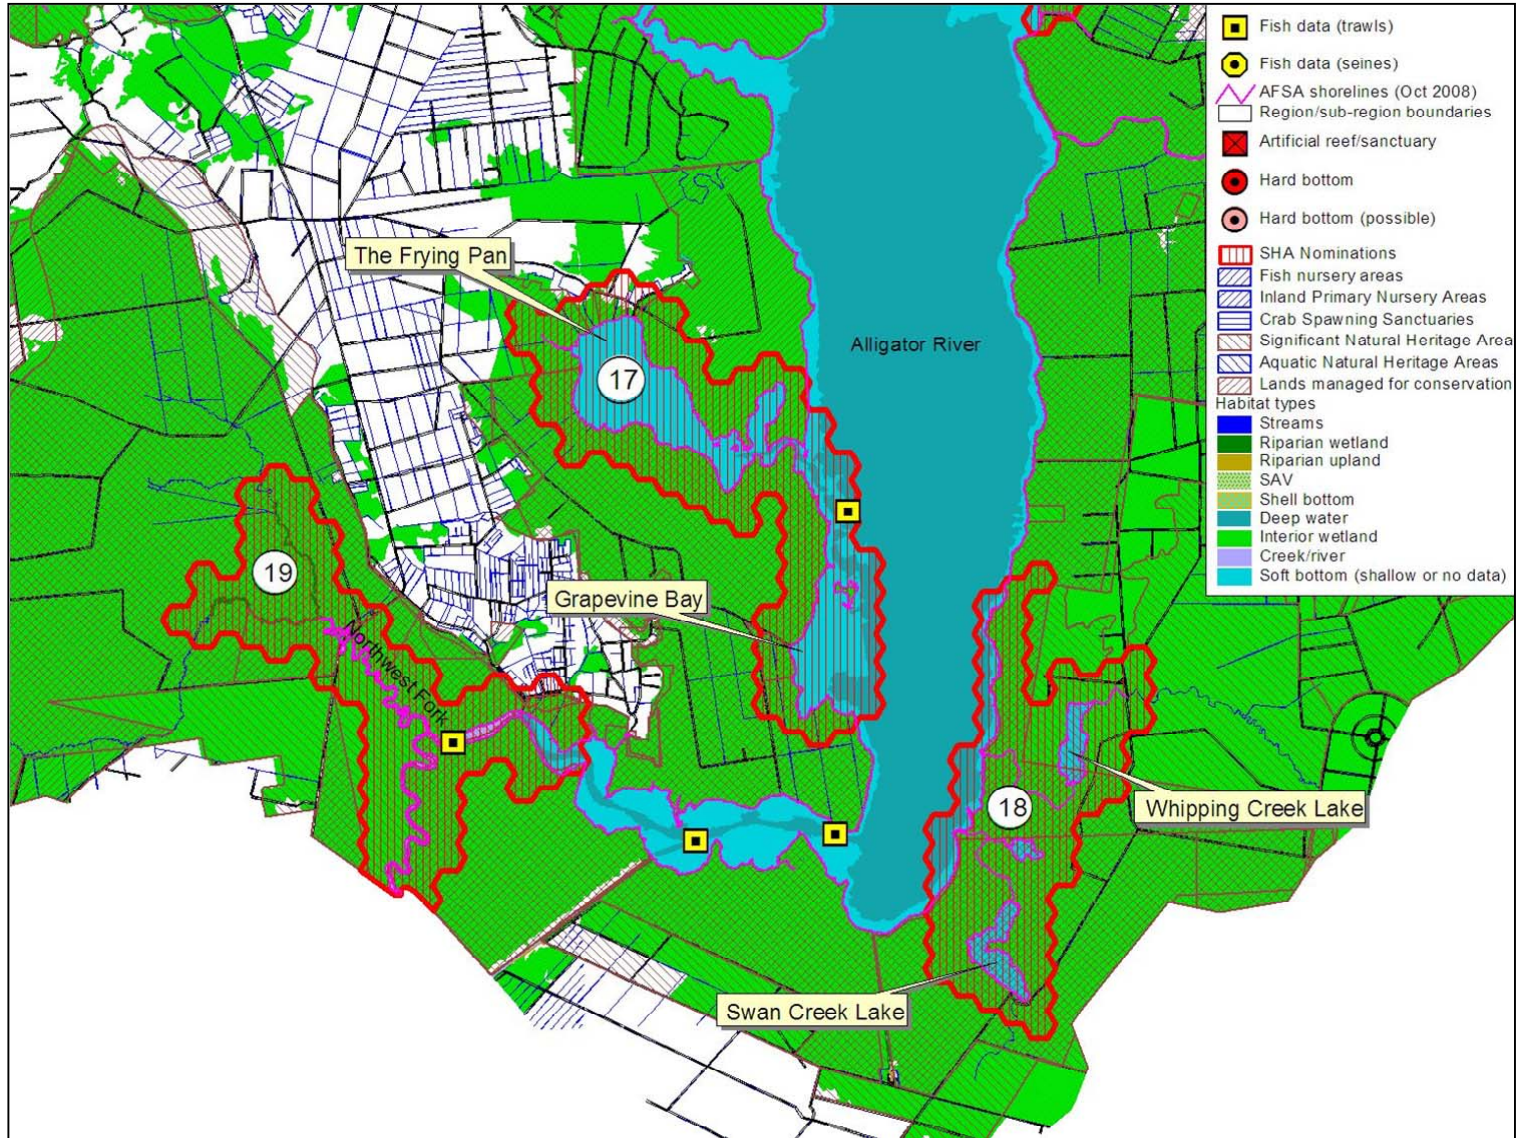 Fish data (trawls)
Fish data (seines)
AFSA shorelines (Oct 2008)
Region/sub-region boundaries
Artificial reef/sanctuary
Hard bottom
Hard bottom (possible)
SHA Nominations
Fish nursery areas
Inland Primary Nursery Areas
Crab Spawning Sanctuaries
Significant Natural Heritage Area
Aquatic Natural Heritage Areas
Lands managed for conservation
Habitat types
Streams
Riparian wetland
Riparian upland
SAV
Shell bottom
Deep water
Interior wetland
Creek/river
Soft bottom (shallow or no data)
The Frying Pan
Alligator River
17
19
Grapevine Bay
Northwest Fork
18
Whipping Creek Lake
Swan Creek Lake